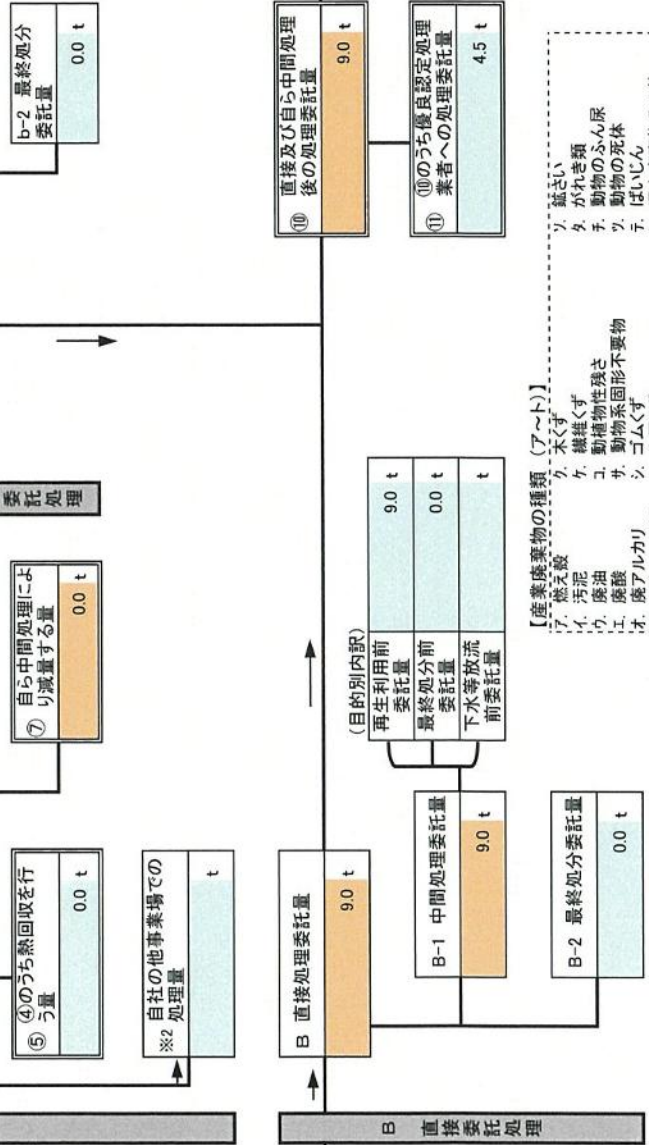 b-2 最終処分
委託量
0.0 t
委託処理
⑦ 自ら中間処理によ
り減量する量
0.0 t
⑤ ④のうち熱回収を行
う量
0.0 t
※2 自社の他事業場での
処理量
t
⑩ 直接及び自ら中間処理
後の処理委託量
9.0 t
⑪ ⑩のうち優良認定処理
業者への処理委託量
4.5 t
B 直接委託処理
B 直接処理委託量
9.0 t
B-1 中間処理委託量
9.0 t
B-2 最終処分委託量
0.0 t
(目的別内訳)
再生利用前
委託量
9.0 t
最終処分前
委託量
0.0 t
下水等放流
前委託量
t
【産業廃棄物の種類 (ア~ト)】
ア. 燃え殻
イ. 汚泥
ウ. 廃油
エ. 廃酸
オ. 廃アルカリ
ク. 木くず
ケ. 繊維くず
コ. 動植物性残さ
サ. 動物系固形不要物
シ. ゴムくず
ソ. 鉱さい
タ. がれき類
チ. 動物のふん尿
ツ. 動物の死体
テ. ばいじん